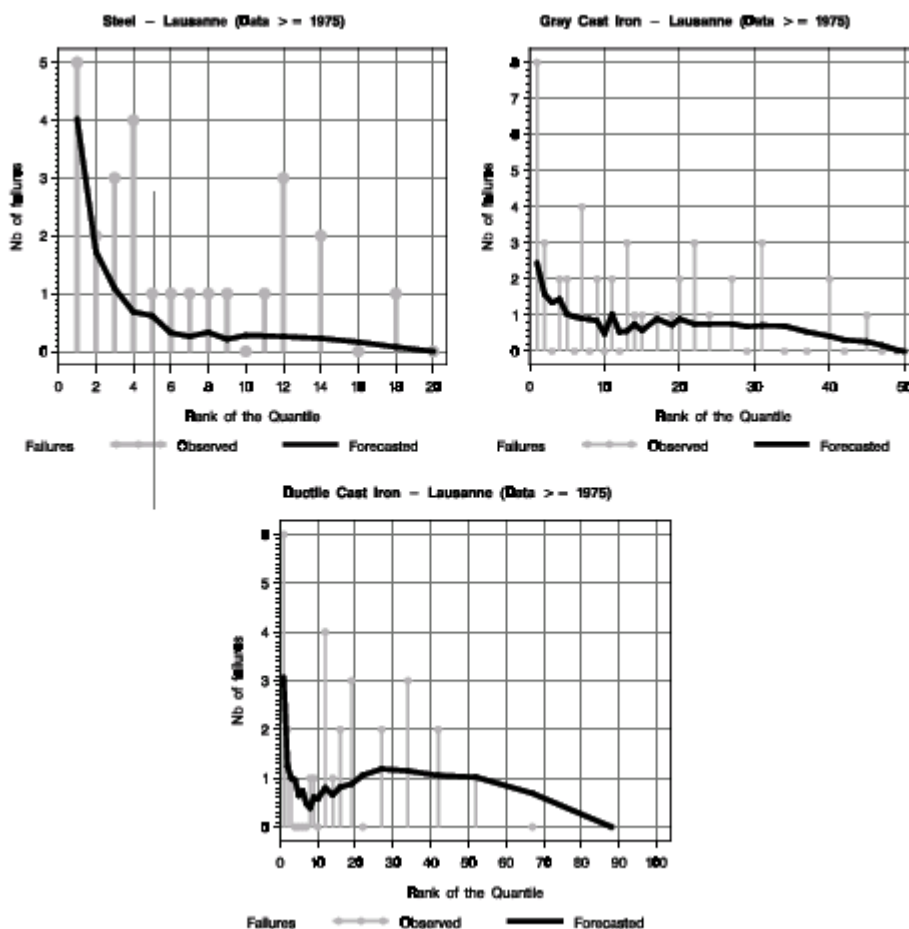 Steel – Lausanne (Data >= 1975)
5
4
3
2
1
0
Nb of failures
0 2 4 6 8 10 12 14 16 18 20
Rank of the Quantile
Failures Observed Forecasted
Gray Cast Iron – Lausanne (Data >= 1975)
8
7
6
5
4
3
2
1
0
Nb of failures
0 10 20 30 40 50
Rank of the Quantile
Failures Observed Forecasted
Ductile Cast Iron – Lausanne (Data >= 1975)
6
5
4
3
2
1
0
Nb of failures
0 10 20 30 40 50 60 70 80 90 100
Rank of the Quantile
Failures Observed Forecasted